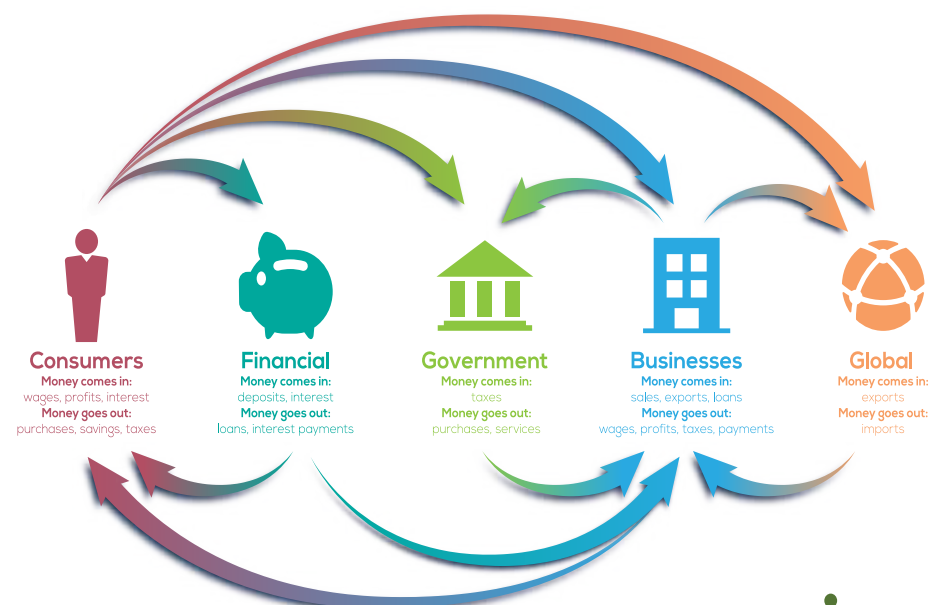 Consumers
Money comes in:
wages, profits, interest
Money goes out:
purchases, savings, taxes
Financial
Money comes in:
deposits, interest
Money goes out:
loans, interest payments
Government
Money comes in:
taxes
Money goes out:
purchases, services
Businesses
Money comes in:
sales, exports, loans
Money goes out:
wages, profits, taxes, payments
Global
Money comes in:
exports
Money goes out:
imports